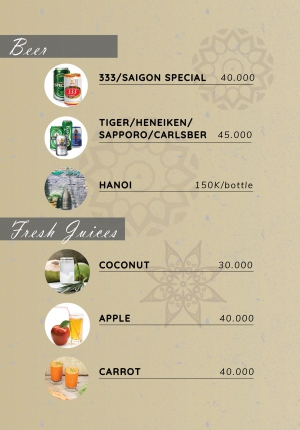 Beer
333/SAIGON SPECIAL 40.000
TIGER/HENEIKEN/
SAPPORO/CARLSBER 45.000
HANOI 150K/bottle
Fresh Juices
COCONUT 30.000
APPLE 40.000
CARROT 40.000